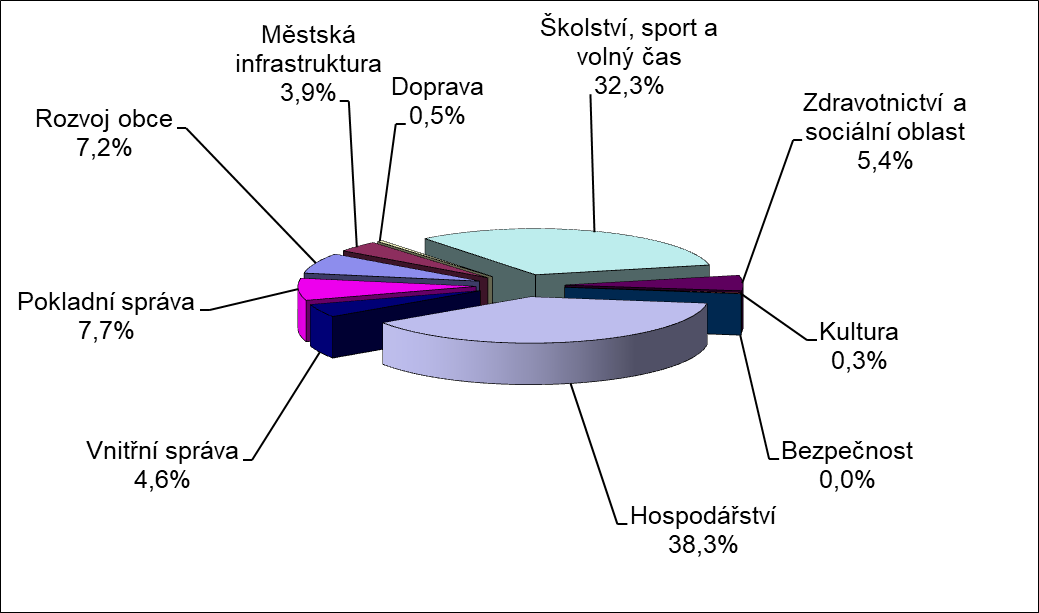 Školství, sport a
volný čas
32,3%
Městská
infrastruktura
3,9%
Doprava
0,5%
Zdravotnictví a
sociální oblast
5,4%
Rozvoj obce
7,2%
Pokladní správa
7,7%
Kultura
0,3%
Vnitřní správa
4,6%
Bezpečnost
0,0%
Hospodářství
38,3%